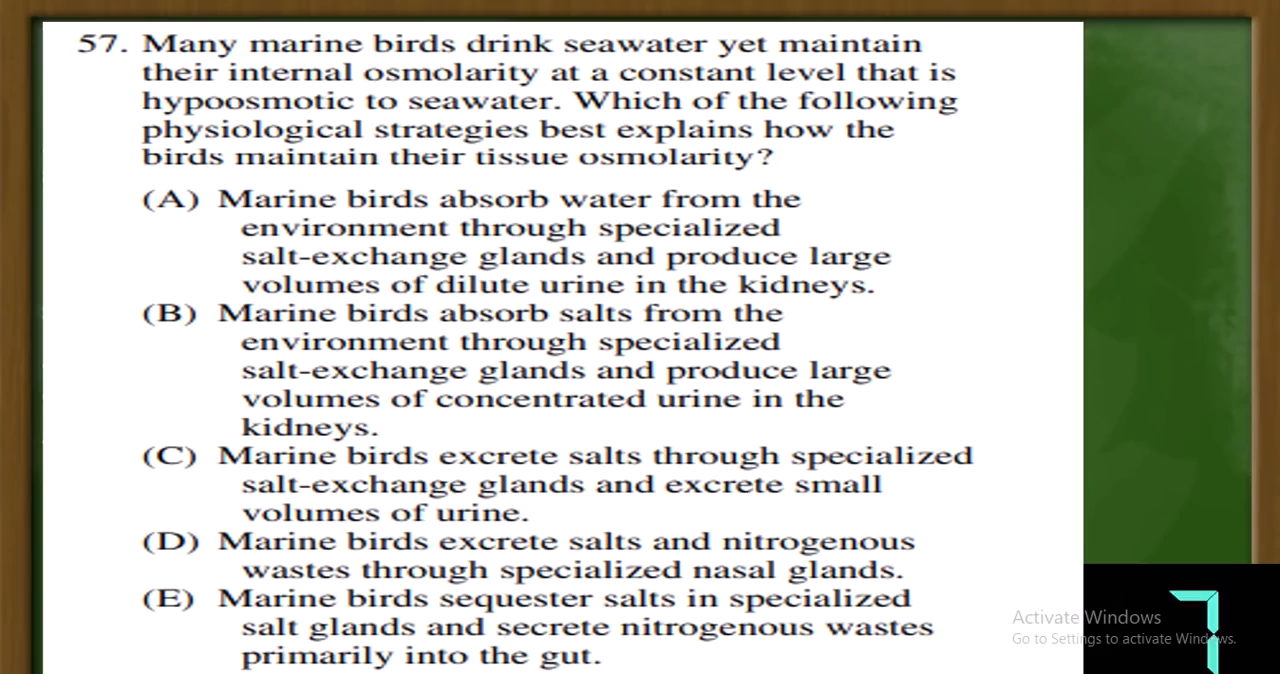 57. Many marine birds drink seawater yet maintain
their internal osmolarity at a constant level that is
hypoosmotic to seawater. Which of the following
physiological strategies best explains how the
birds maintain their tissue osmolarity?
(A) Marine birds absorb water from the
environment through specialized
salt-exchange glands and produce large
volumes of dilute urine in the kidneys.
(B) Marine birds absorb salts from the
environment through specialized
salt-exchange glands and produce large
volumes of concentrated urine in the
kidneys.
(C) Marine birds excrete salts through specialized
salt-exchange glands and excrete small
volumes of urine.
(D) Marine birds excrete salts and nitrogenous
wastes through specialized nasal glands.
(E) Marine birds sequester salts in specialized
salt glands and secrete nitrogenous wastes
primarily into the gut.
Activate Windows
Go to Settings to activate Windows.
7